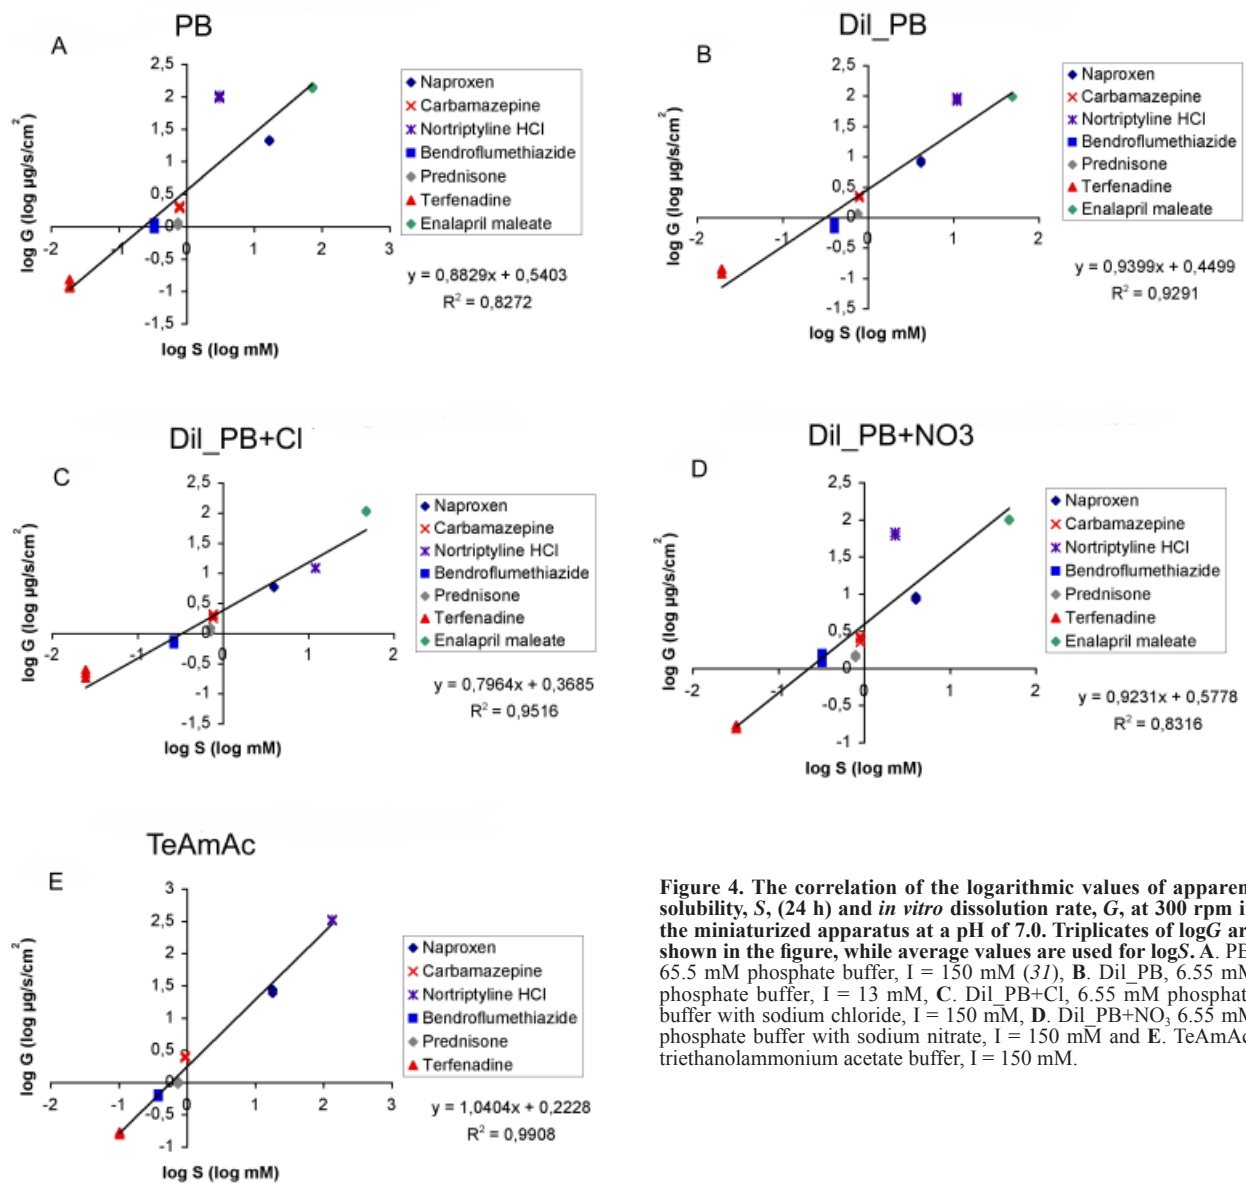 PB
A
2,5
2
1,5
1
0,5
0
-0,5
-1
-1,5
-2
-1
0
1
2
3
log G (log µg/s/cm²)
log S (log mM)
Naproxen
Carbamazepine
Nortriptyline HCl
Bendroflumethiazide
Prednisone
Terfenadine
Enalapril maleate
y = 0,8829x + 0,5403
R² = 0,8272
Dil_PB
B
2,5
2
1,5
1
0,5
0
-0,5
-1
-1,5
-2
-1
0
1
2
log G (log µg/s/cm²)
log S (log mM)
Naproxen
Carbamazepine
Nortriptyline HCl
Bendroflumethiazide
Prednisone
Terfenadine
Enalapril maleate
y = 0,9399x + 0,4499
R² = 0,9291
Dil_PB+Cl
C
2,5
2
1,5
1
0,5
0
-0,5
-1
-1,5
-2
-1
0
1
2
log G (log µg/s/cm²)
log S (log mM)
Naproxen
Carbamazepine
Nortriptyline HCl
Bendroflumethiazide
Prednisone
Terfenadine
Enalapril maleate
y = 0,7964x + 0,3685
R² = 0,9516
Dil_PB+NO3
D
2,5
2
1,5
1
0,5
0
-0,5
-1
-2
-1
0
1
2
log G (log µg/s/cm²)
log S (log mM)
Naproxen
Carbamazepine
Nortriptyline HCl
Bendroflumethiazide
Prednisone
Terfenadine
Enalapril maleate
y = 0,9231x + 0,5778
R² = 0,8316
TeAmAc
E
3
2,5
2
1,5
1
0,5
0
-0,5
-1
-2
-1
0
1
2
3
log G (log µg/s/cm²)
log S (log mM)
Naproxen
Carbamazepine
Nortriptyline HCl
Bendroflumethiazide
Prednisone
Terfenadine
y = 1,0404x + 0,2228
R² = 0,9908
Figure 4. The correlation of the logarithmic values of apparen
solubility, S, (24 h) and in vitro dissolution rate, G, at 300 rpm i
the miniaturized apparatus at a pH of 7.0. Triplicates of logG ar
shown in the figure, while average values are used for logS. A. PB
65.5 mM phosphate buffer, I = 150 mM (31), B. Dil_PB, 6.55 mM
phosphate buffer, I = 13 mM, C. Dil_PB+Cl, 6.55 mM phosphat
buffer with sodium chloride, I = 150 mM, D. Dil_PB+NO₃ 6.55 mM
phosphate buffer with sodium nitrate, I = 150 mM and E. TeAmAc
triethanolammonium acetate buffer, I = 150 mM.